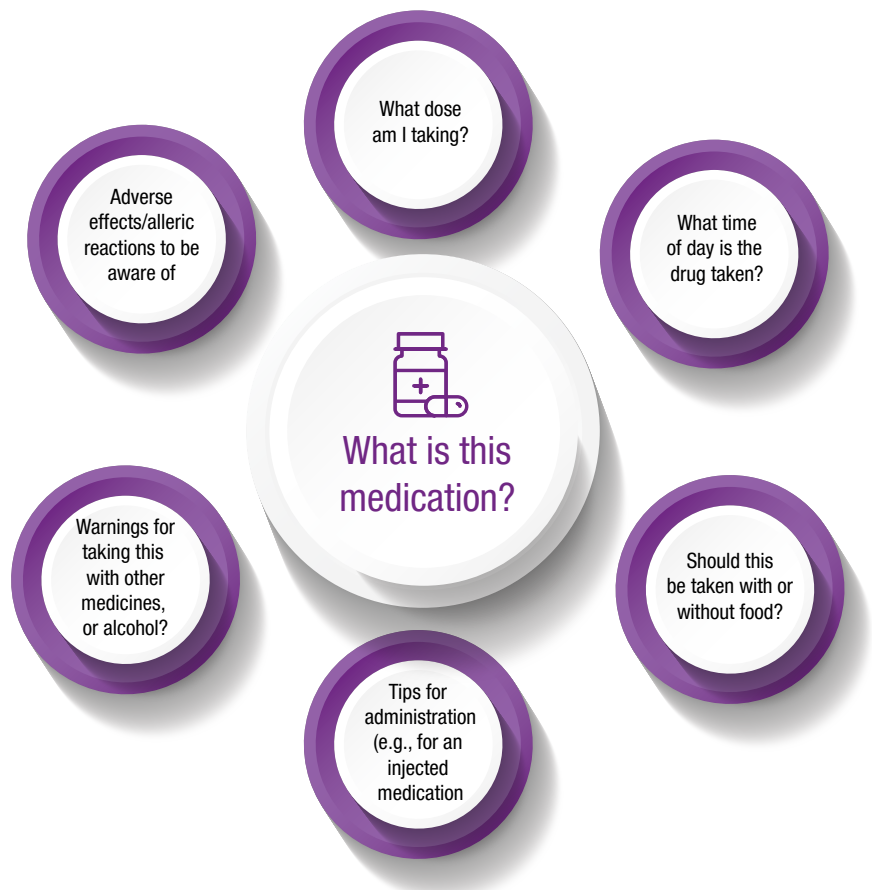 What dose
am I taking?
What time
of day is the
drug taken?
Should this
be taken with or
without food?
Tips for
administration
(e.g., for an
injected
medication
Warnings for
taking this
with other
medicines,
or alcohol?
Adverse
effects/alleric
reactions to be
aware of
What is this
medication?